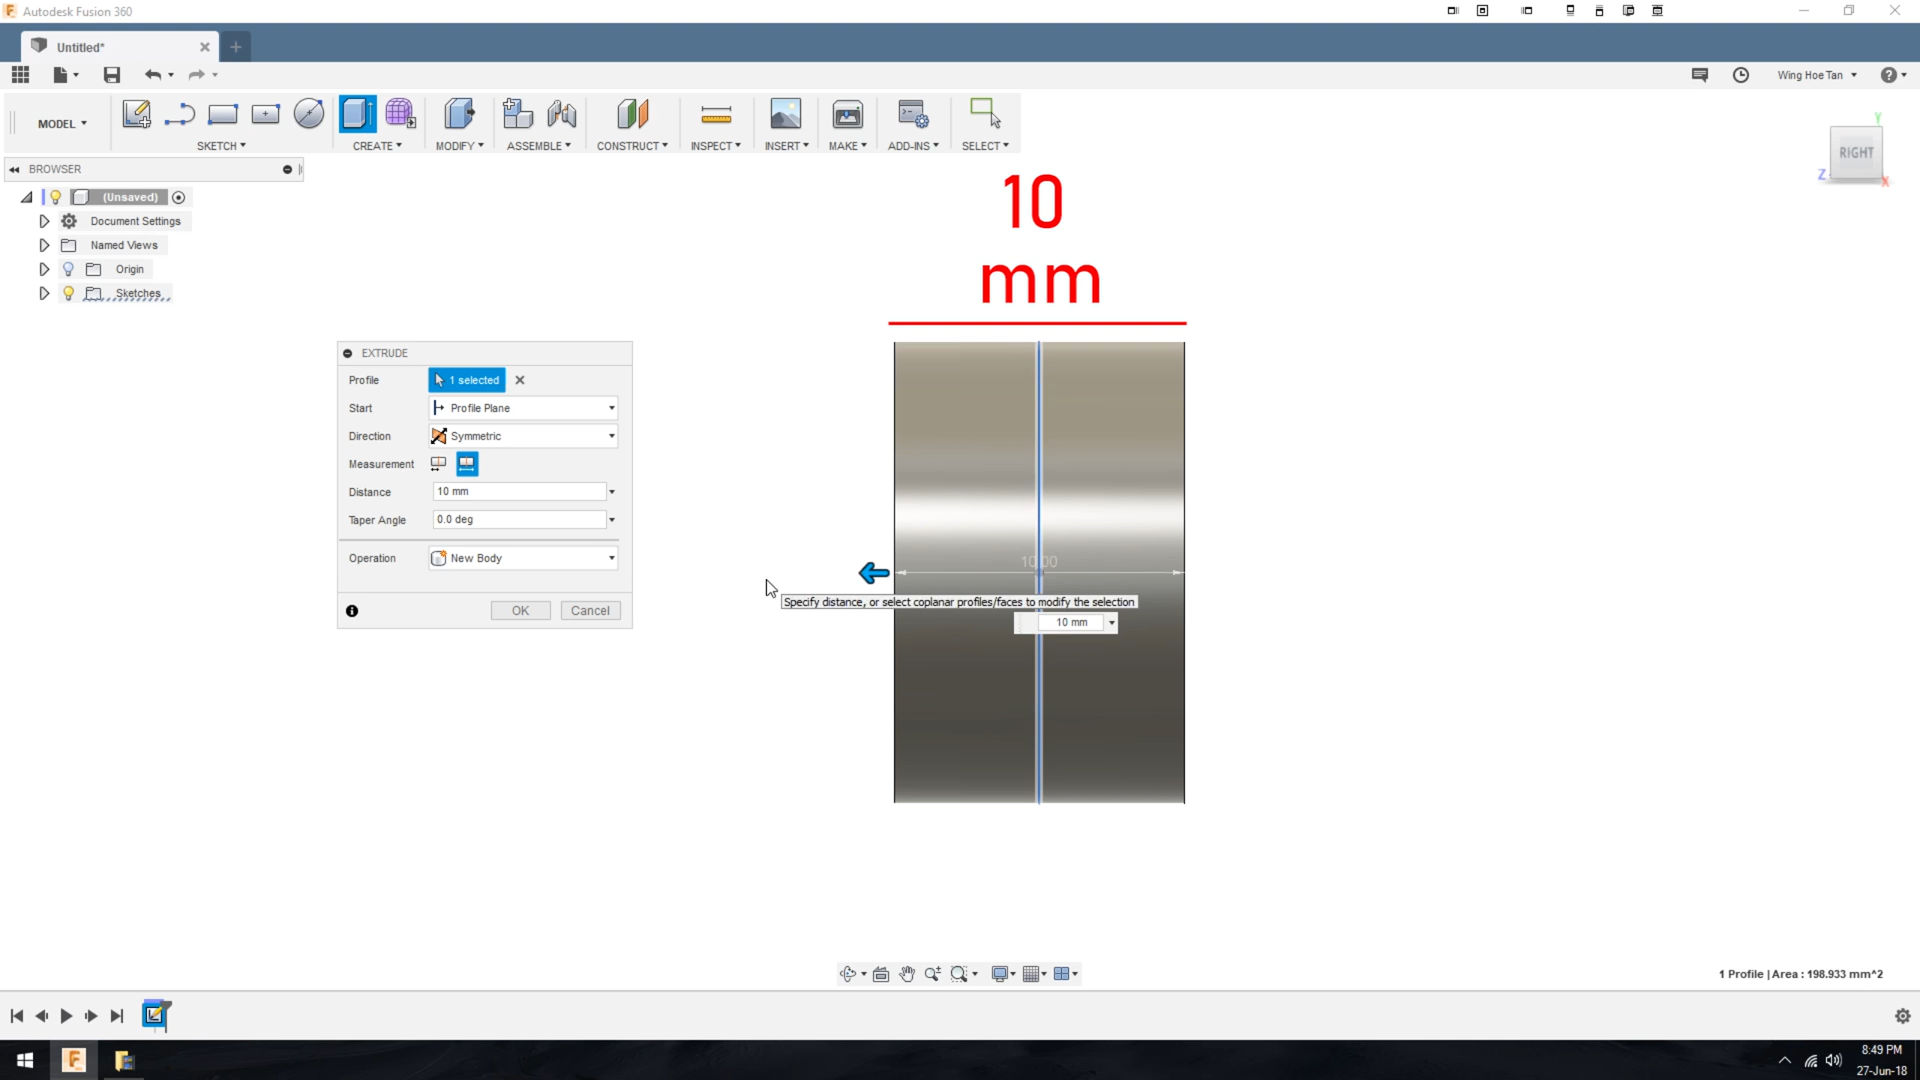 Autodesk Fusion 360
Untitled*
Wing Hoe Tan
MODEL
SKETCH
CREATE
MODIFY
ASSEMBLE
CONSTRUCT
INSPECT
INSERT
MAKE
ADD-INS
SELECT
Y
RIGHT
Z
X
BROWSER
(Unsaved)
Document Settings
Named Views
Origin
Sketches
10
mm
EXTRUDE
Profile 1 selected
Start Profile Plane
Direction Symmetric
Measurement
Distance 10 mm
Taper Angle 0.0 deg
Operation New Body
OK Cancel
10.00
Specify distance, or select coplanar profiles/faces to modify the selection
10 mm
1 Profile | Area : 198.933 mm^2
8:49 PM
27-Jun-18